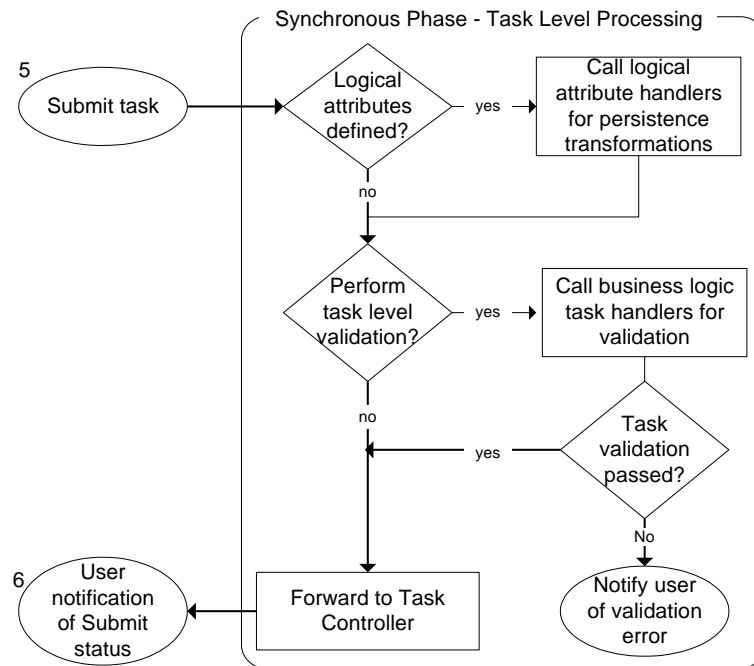 Synchronous Phase - Task Level Processing
5
Submit task
Logical
attributes
defined?
yes
Call logical
attribute handlers
for persistence
transformations
no
Perform
task level
validation?
yes
Call business logic
task handlers for
validation
no
yes
Task
validation
passed?
No
6
User
notification
of Submit
status
Forward to Task
Controller
Notify user
of validation
error